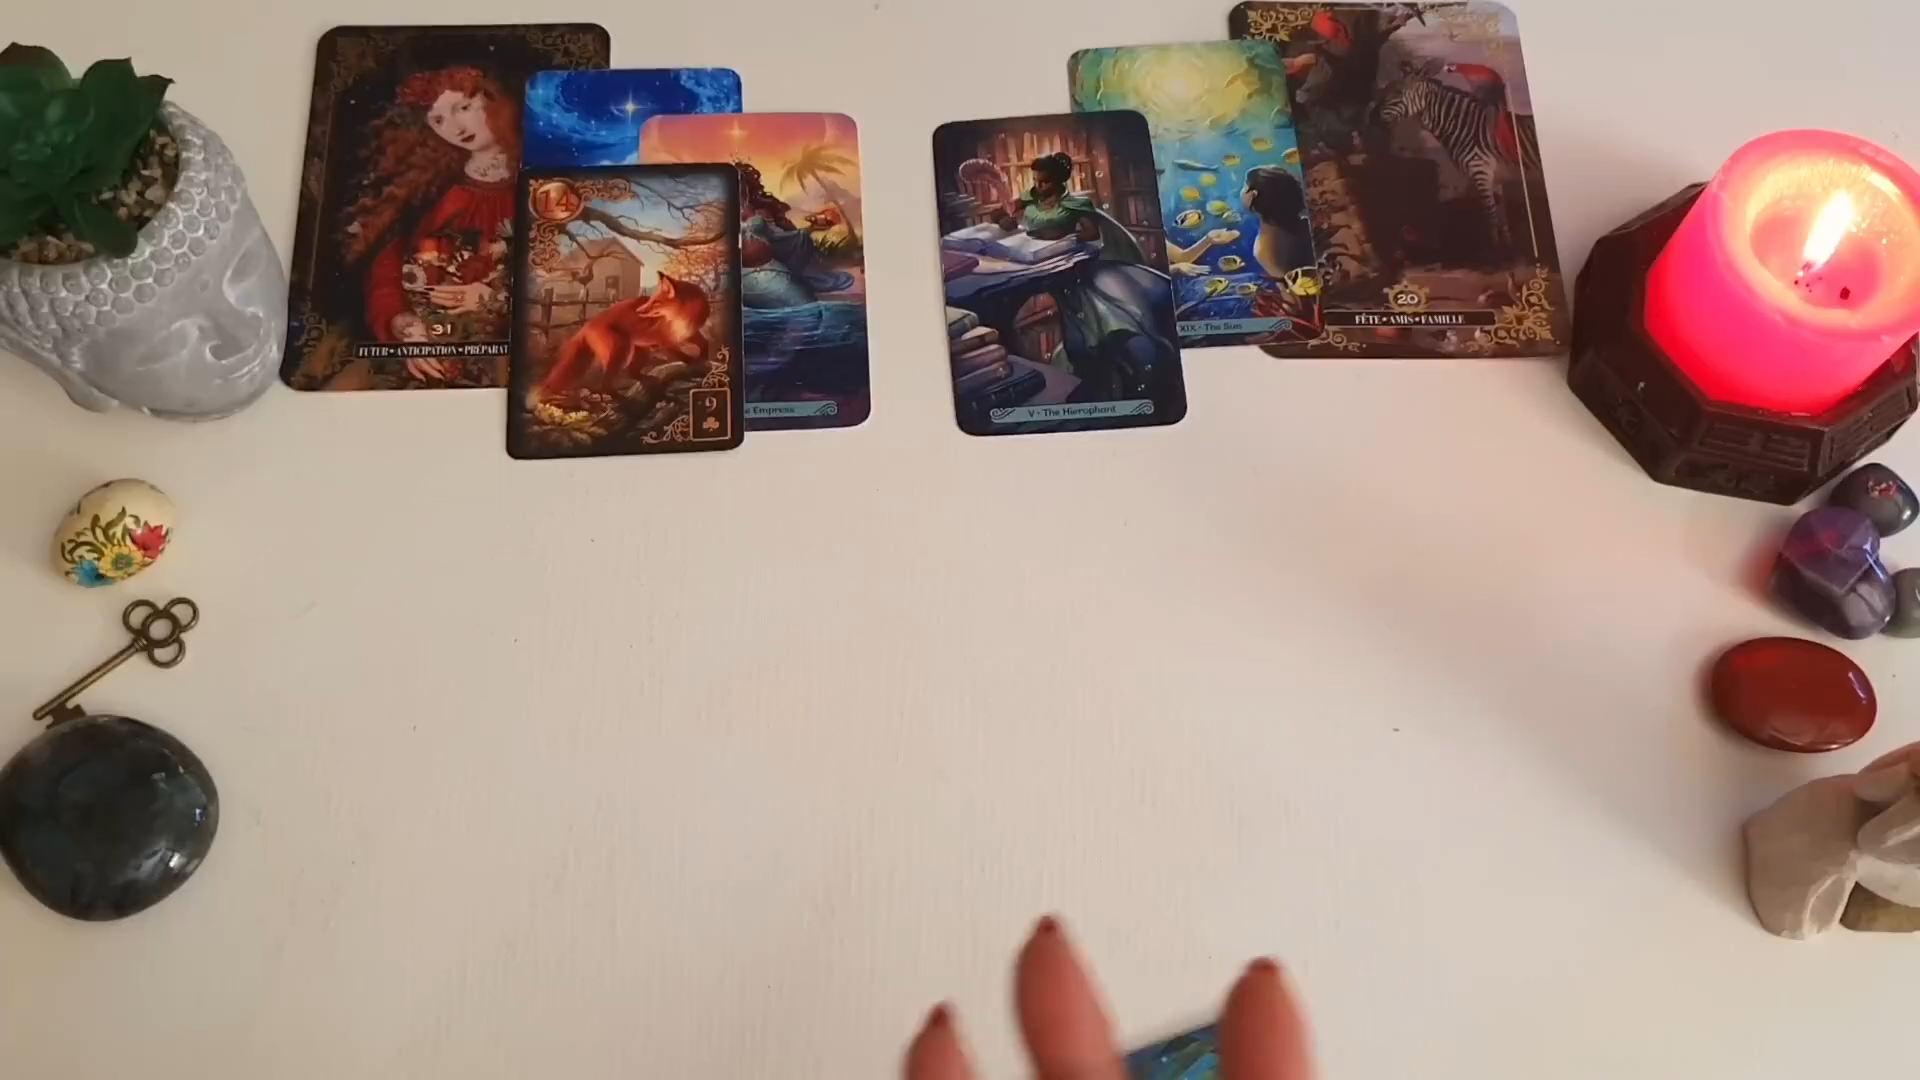 31
FUTUR • ANTICIPATION • PRÉPARAT
14
9
e Empress
V • The Hierophant
XIX • The Sun
20
FÊTE • AMIS • FAMILLE